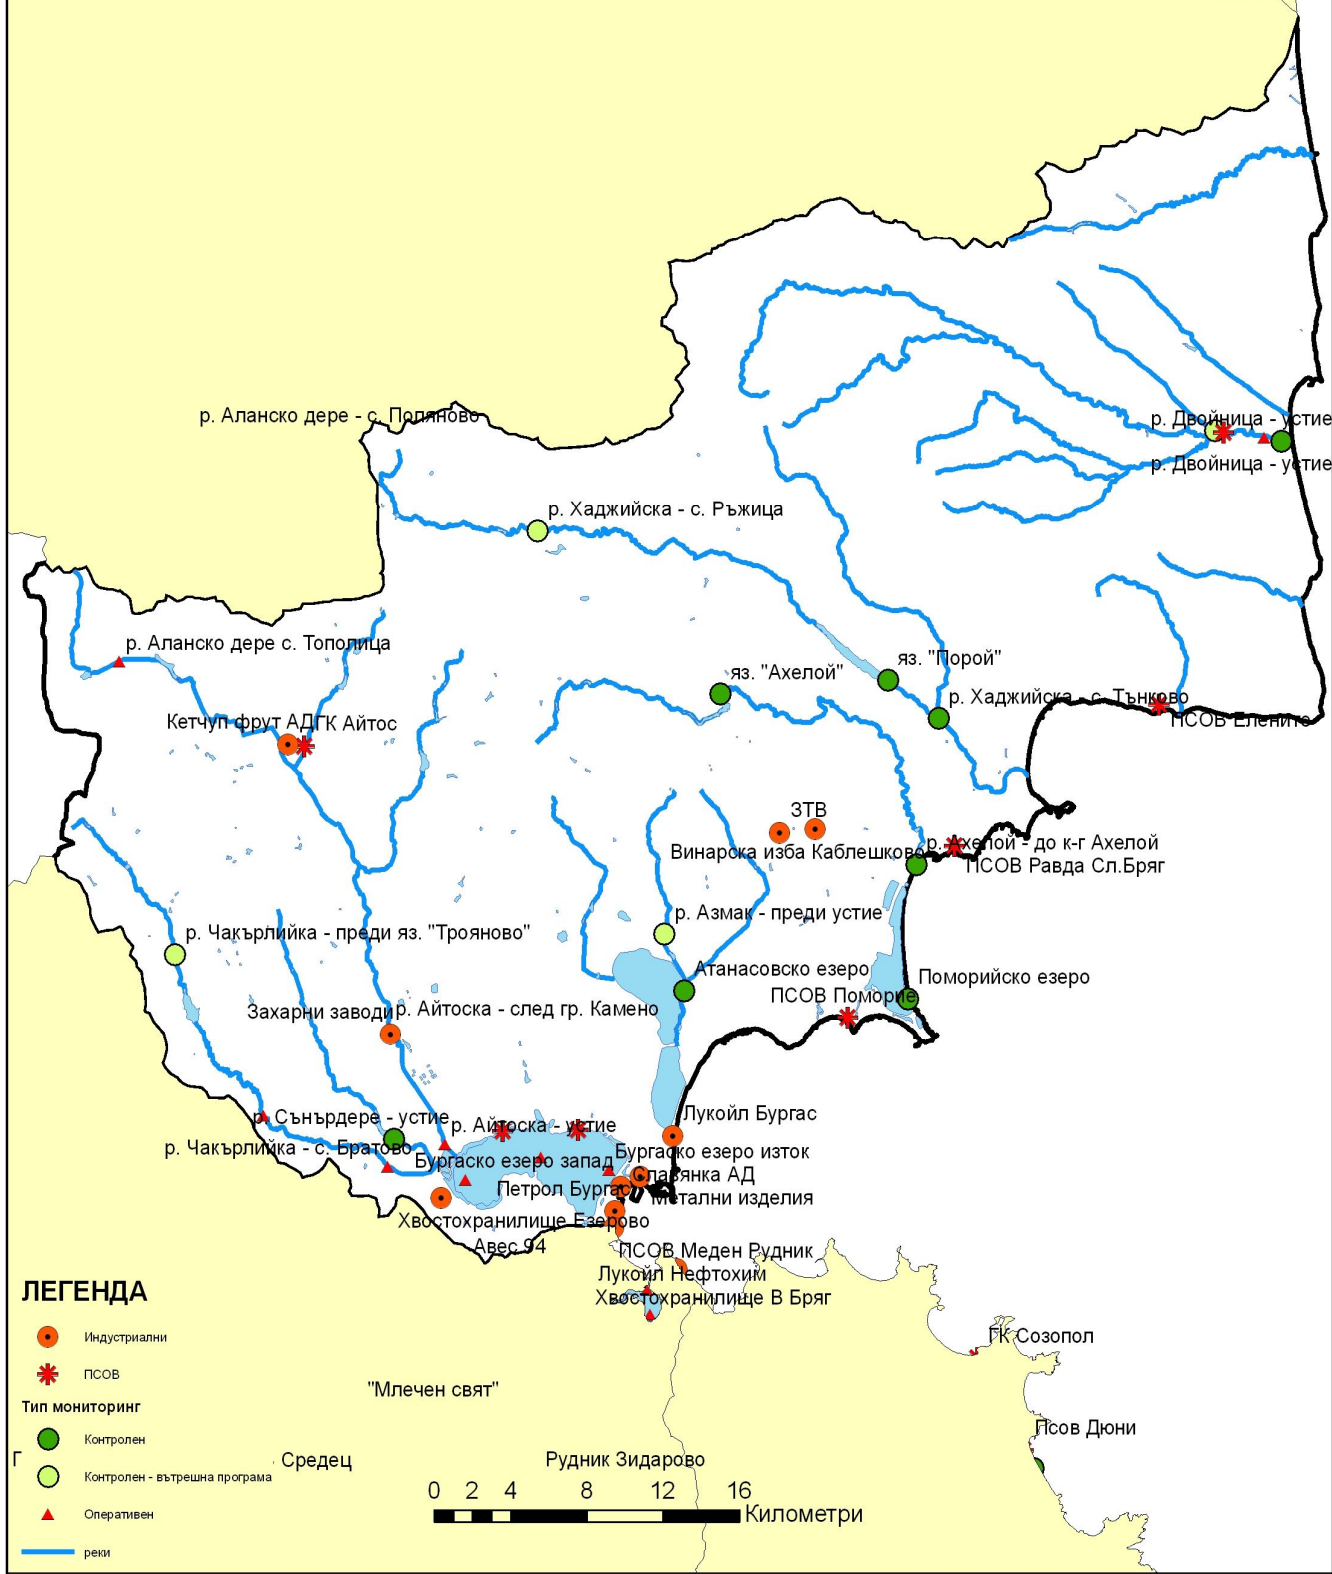 р. Аланско дере - с. Поляново
р. Двойница - устие
р. Двойница - устие
р. Хаджийска - с. Ръжица
р. Аланско дере с. Тополица
яз. "Порой"
яз. "Ахелой"
р. Хаджийска - с. Тънково
ПСОВ Елените
Кетчуп фрут АД
ГК Айтос
ЗТВ
Винарска изба Каблешково
р. Ахелой - до к-г Ахелой
ПСОВ Равда Сл.Бряг
р. Азмак - преди устие
р. Чакърлийка - преди яз. "Трояново"
Атанасовско езеро
Поморийско езеро
ПСОВ Поморие
Захарни заводи
р. Айтоска - след гр. Камено
Лукойл Бургас
р. Сънърдере - устие
р. Айтоска - устие
р. Чакърлийка - с. Братово
Бургаско езеро изток
Бургаско езеро запад
Славянка АД
Петрол Бургас
Метални изделия
Хвостохранилище Езерово
Авес 94
ПСОВ Меден Рудник
Лукойл Нефтохим
Хвостохранилище В Бряг
ЛЕГЕНДА
Индустриални
ПСОВ
Тип мониторинг
Контролен
Контролен - вътрешна програма
Оперативен
реки
ГК Созопол
"Млечен свят"
Псов Дюни
Г
Средец
Рудник Зидарово
0 2 4 8 12 16
Километри